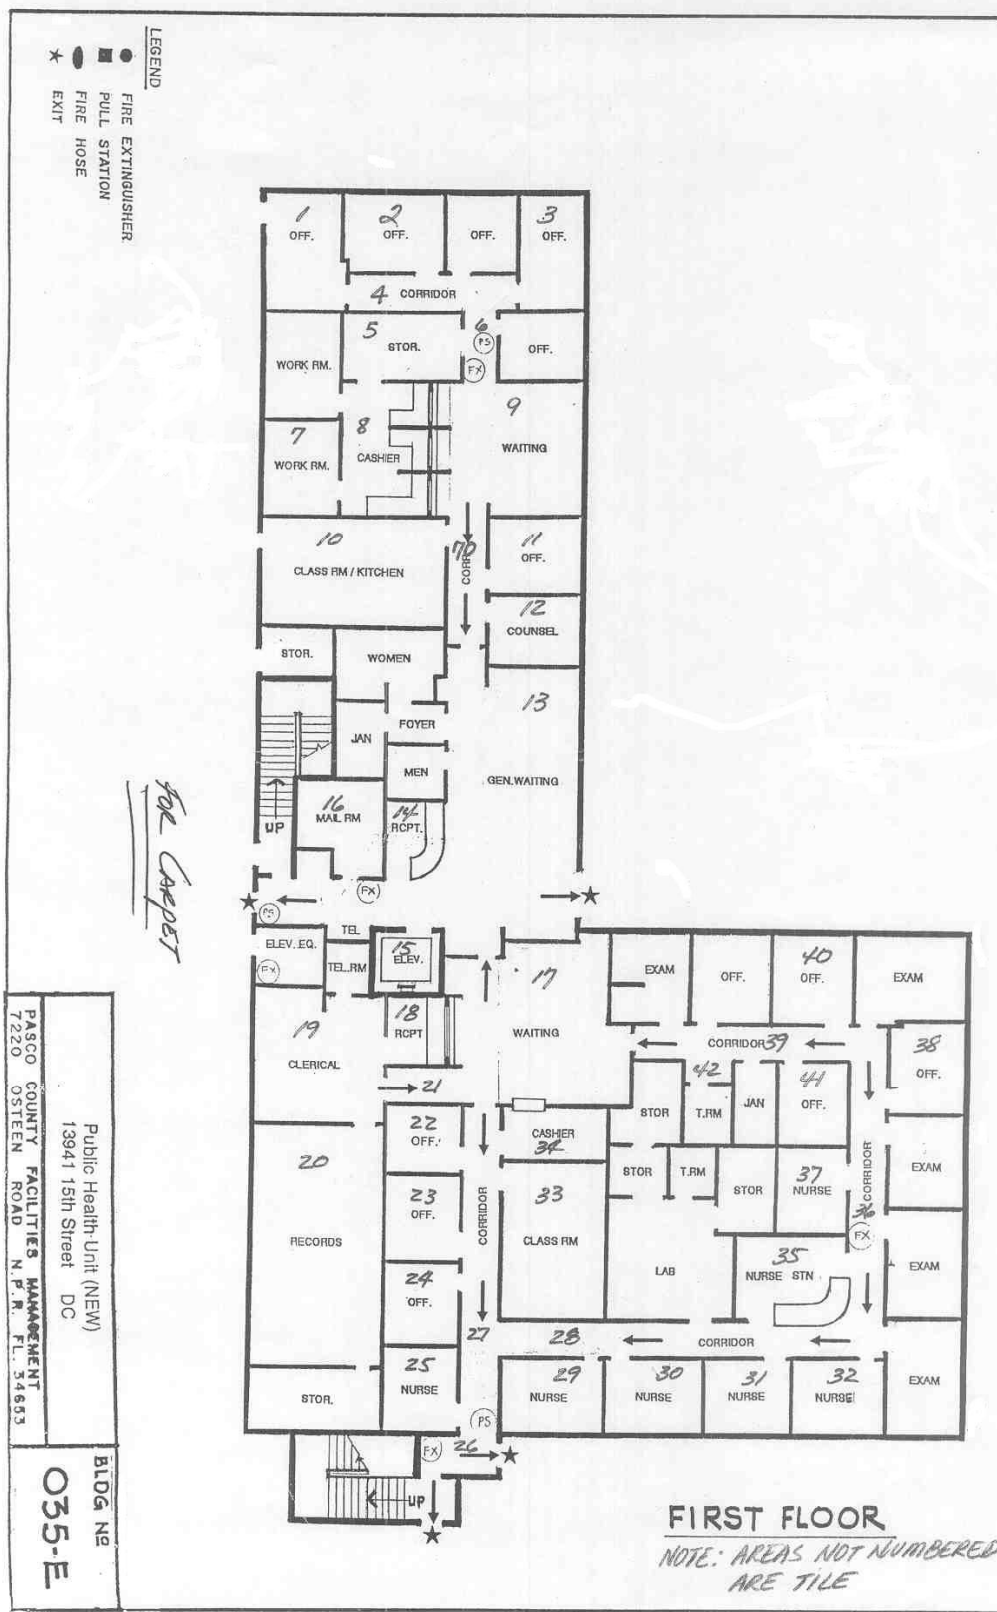 LEGEND
FIRE EXTINGUISHER
PULL STATION
FIRE HOSE
EXIT
1
OFF.
2
OFF.
OFF.
3
OFF.
4 CORRIDOR
5
STOR.
6
PS
FX
OFF.
WORK RM.
7
WORK RM.
8
CASHIER
9
WAITING
10
CLASS RM / KITCHEN
70
CORR
11
OFF.
12
COUNSEL
STOR.
WOMEN
13
GEN.WAITING
JAN
FOYER
MEN
UP
16
MAIL RM
14
RCPT.
FX
PS
FOR CARPET
ELEV. EQ.
FX
TEL
TEL.RM
15
ELEV.
17
WAITING
18
RCPT
19
CLERICAL
21
EXAM
OFF.
40
OFF.
EXAM
CORRIDOR 39
38
OFF.
42
STOR
T.RM
JAN
41
OFF.
20
RECORDS
22
OFF.
CASHIER
34
STOR
T.RM
STOR
37
NURSE
CORRIDOR
36
FX
EXAM
23
OFF.
CORRIDOR
33
CLASS RM
LAB
35
NURSE STN.
EXAM
24
OFF.
27
28
CORRIDOR
25
NURSE
29
NURSE
30
NURSE
31
NURSE
32
NURSE
EXAM
STOR.
PS
FX
26
UP
FIRST FLOOR
NOTE: AREAS NOT NUMBERED
ARE TILE
Public Health Unit (NEW)
13941 15th Street DC
PASCO COUNTY FACILITIES MANAGEMENT
7220 OSTEEN ROAD N.P.R. FL. 34653
BLDG Nº
035-E